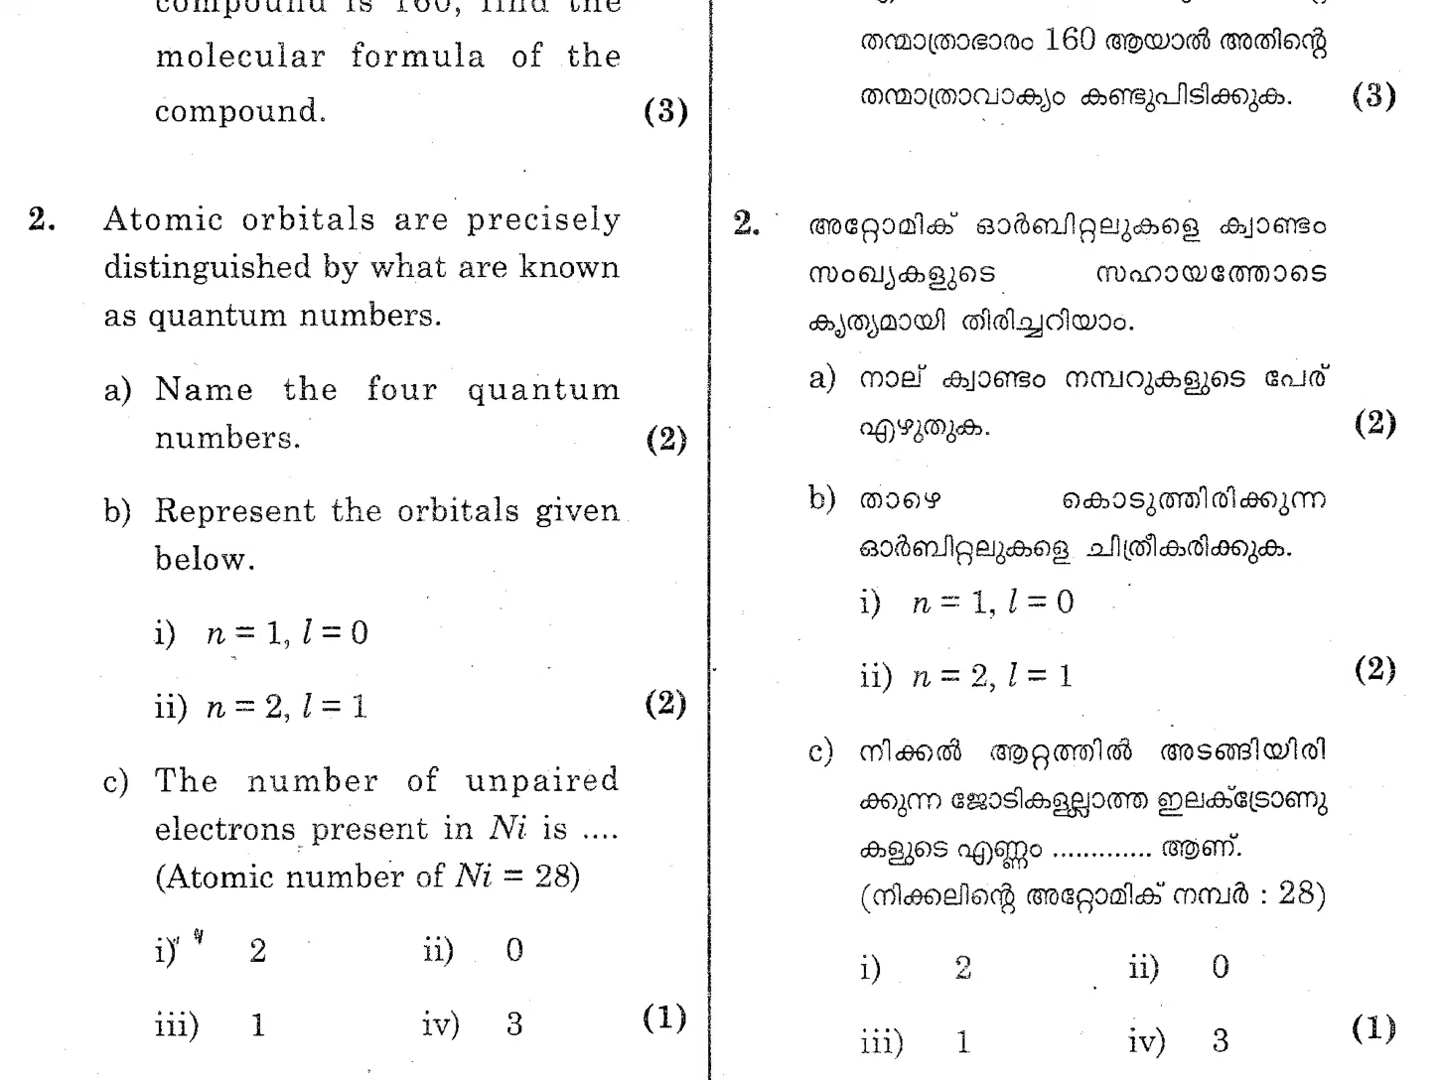 compound is 160, find the
molecular formula of the
compound. (3)
2. Atomic orbitals are precisely
distinguished by what are known
as quantum numbers.
a) Name the four quantum
numbers. (2)
b) Represent the orbitals given
below.
i) n = 1, l = 0
ii) n = 2, l = 1 (2)
c) The number of unpaired
electrons present in Ni is ....
(Atomic number of Ni = 28)
i) 2 ii) 0
iii) 1 iv) 3 (1)
തന്മാത്രാഭാരം 160 ആയാൽ അതിന്റെ
തന്മാത്രാവാക്യം കണ്ടുപിടിക്കുക. (3)
2. അറ്റോമിക് ഓർബിറ്റലുകളെ ക്വാണ്ടം
സംഖ്യകളുടെ സഹായത്തോടെ
കൃത്യമായി തിരിച്ചറിയാം.
a) നാല് ക്വാണ്ടം നമ്പറുകളുടെ പേര്
എഴുതുക. (2)
b) താഴെ കൊടുത്തിരിക്കുന്ന
ഓർബിറ്റലുകളെ ചിത്രീകരിക്കുക.
i) n = 1, l = 0
ii) n = 2, l = 1 (2)
c) നിക്കൽ ആറ്റത്തിൽ അടങ്ങിയിരി
ക്കുന്ന ജോടികളല്ലാത്ത ഇലക്ട്രോണു
കളുടെ എണ്ണം ............. ആണ്.
(നിക്കലിന്റെ അറ്റോമിക് നമ്പർ : 28)
i) 2 ii) 0
iii) 1 iv) 3 (1)